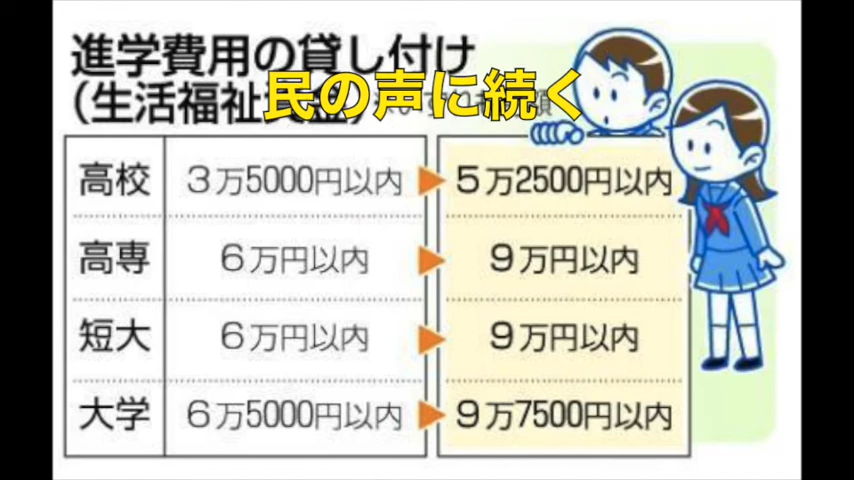 進学費用の貸し付け
(生活福祉資金)
民の声に続く
高校 3万5000円以内 ▶ 5万2500円以内
高専 6万円以内 ▶ 9万円以内
短大 6万円以内 ▶ 9万円以内
大学 6万5000円以内 ▶ 9万7500円以内